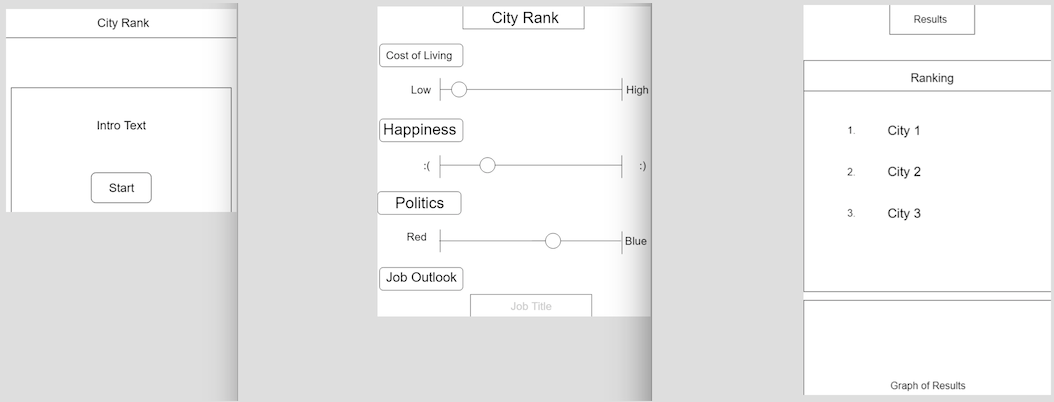 City Rank
Intro Text
Start
City Rank
Cost of Living
Low High
Happiness
:( :)
Politics
Red Blue
Job Outlook
Job Title
Results
Ranking
1. City 1
2. City 2
3. City 3
Graph of Results